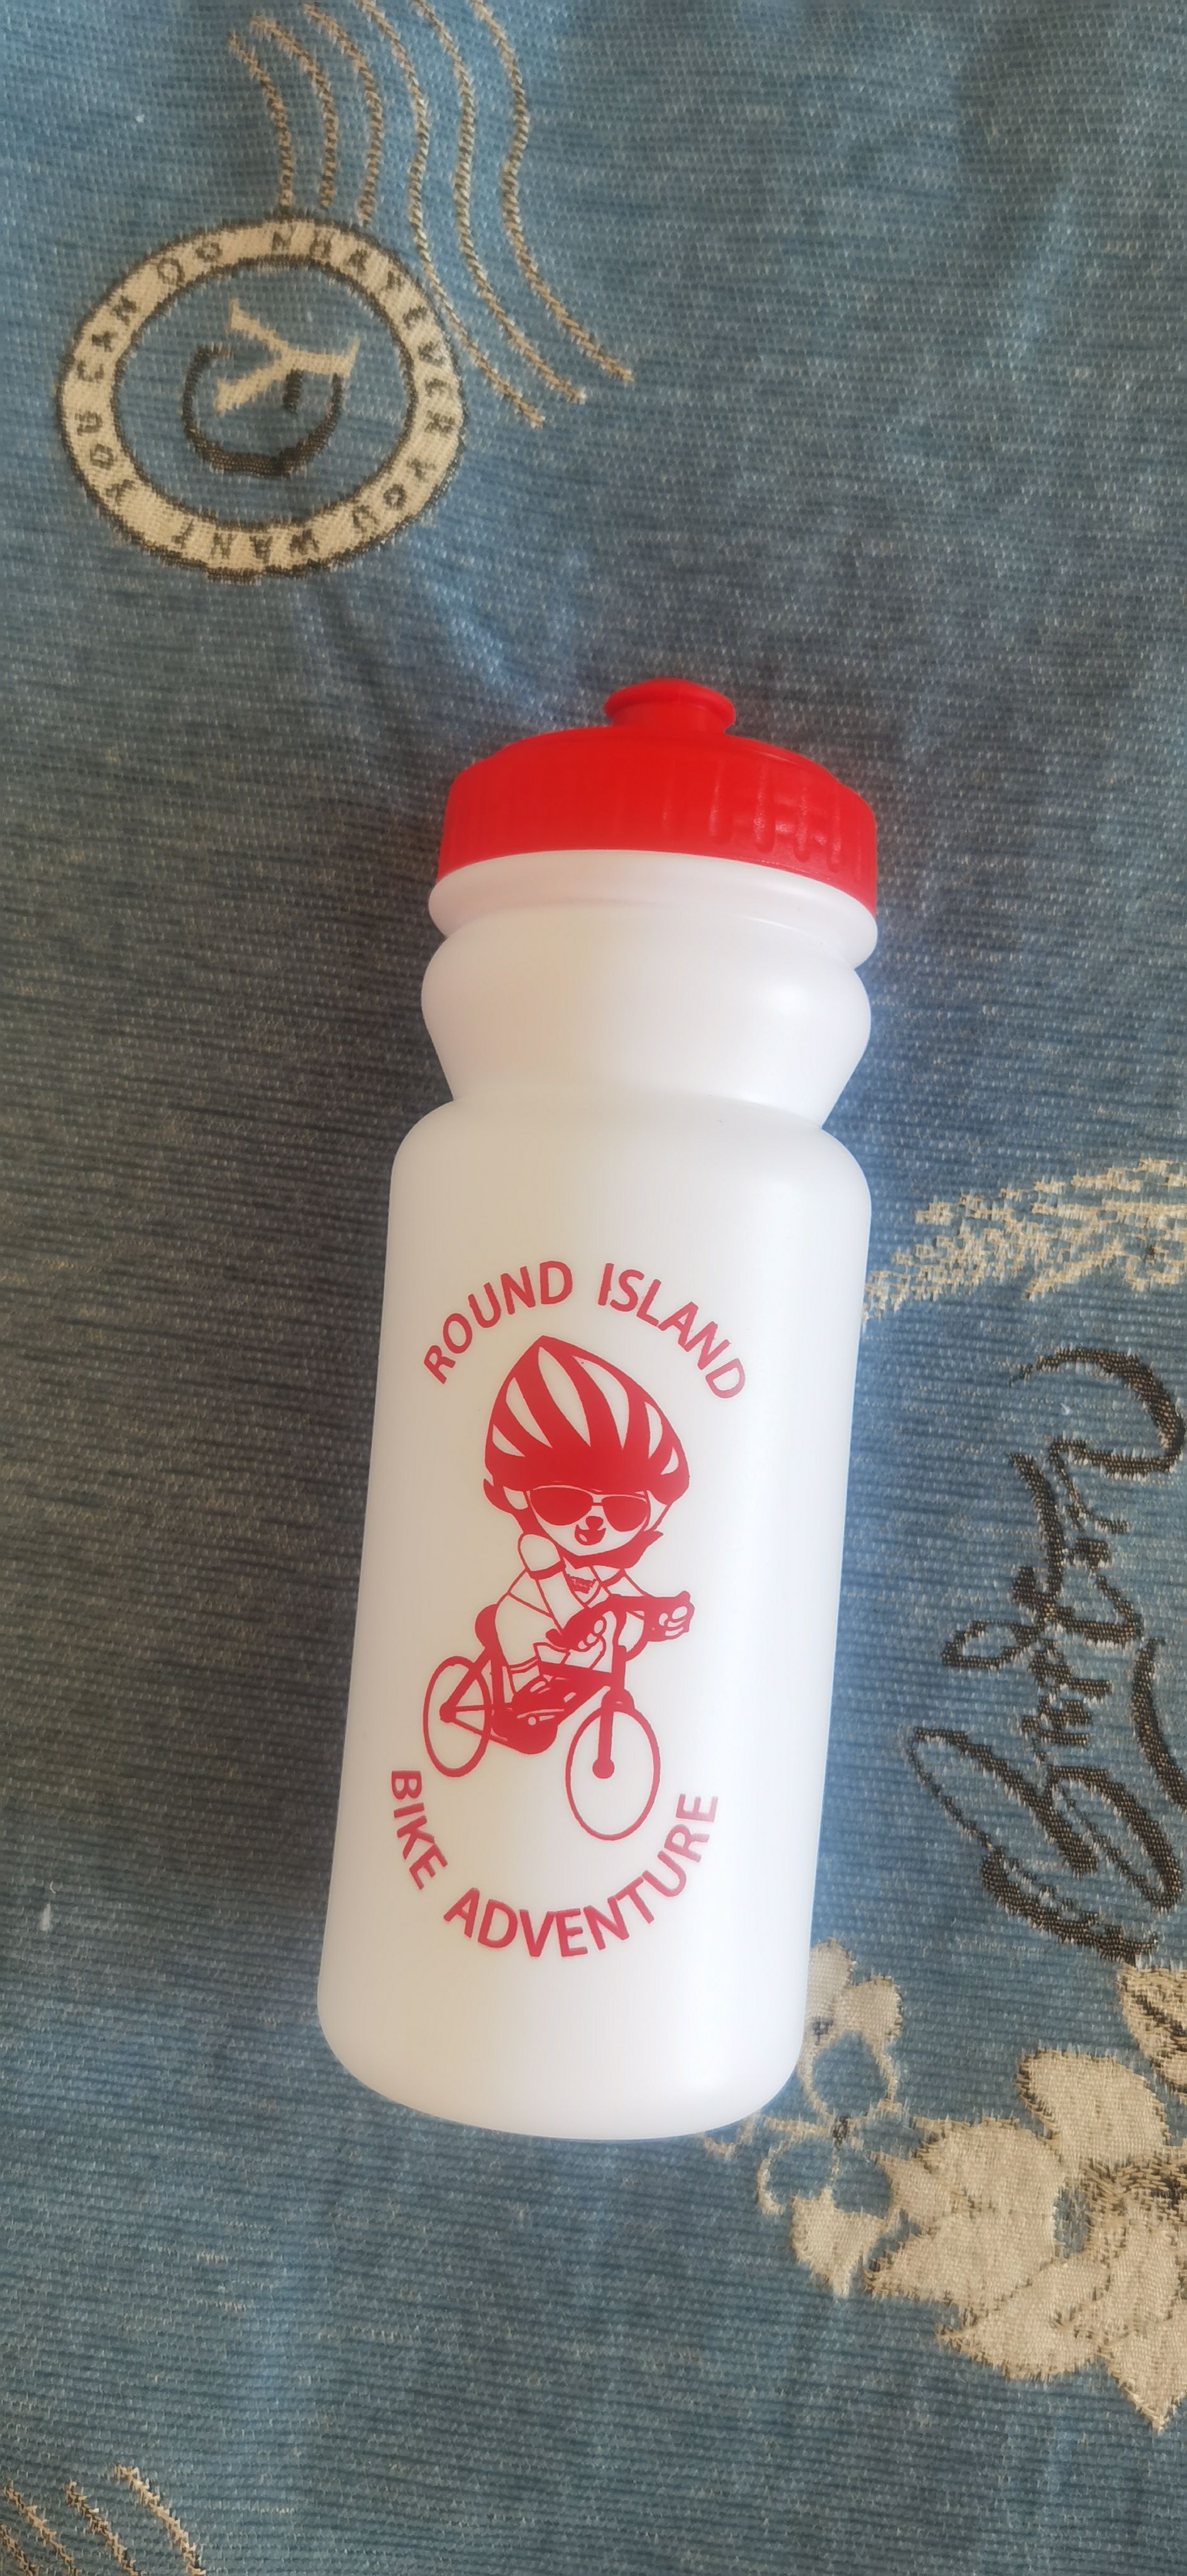 YOU CAN DO WHATEVER YOU WANT
Y
ROUND ISLAND
BIKE ADVENTURE